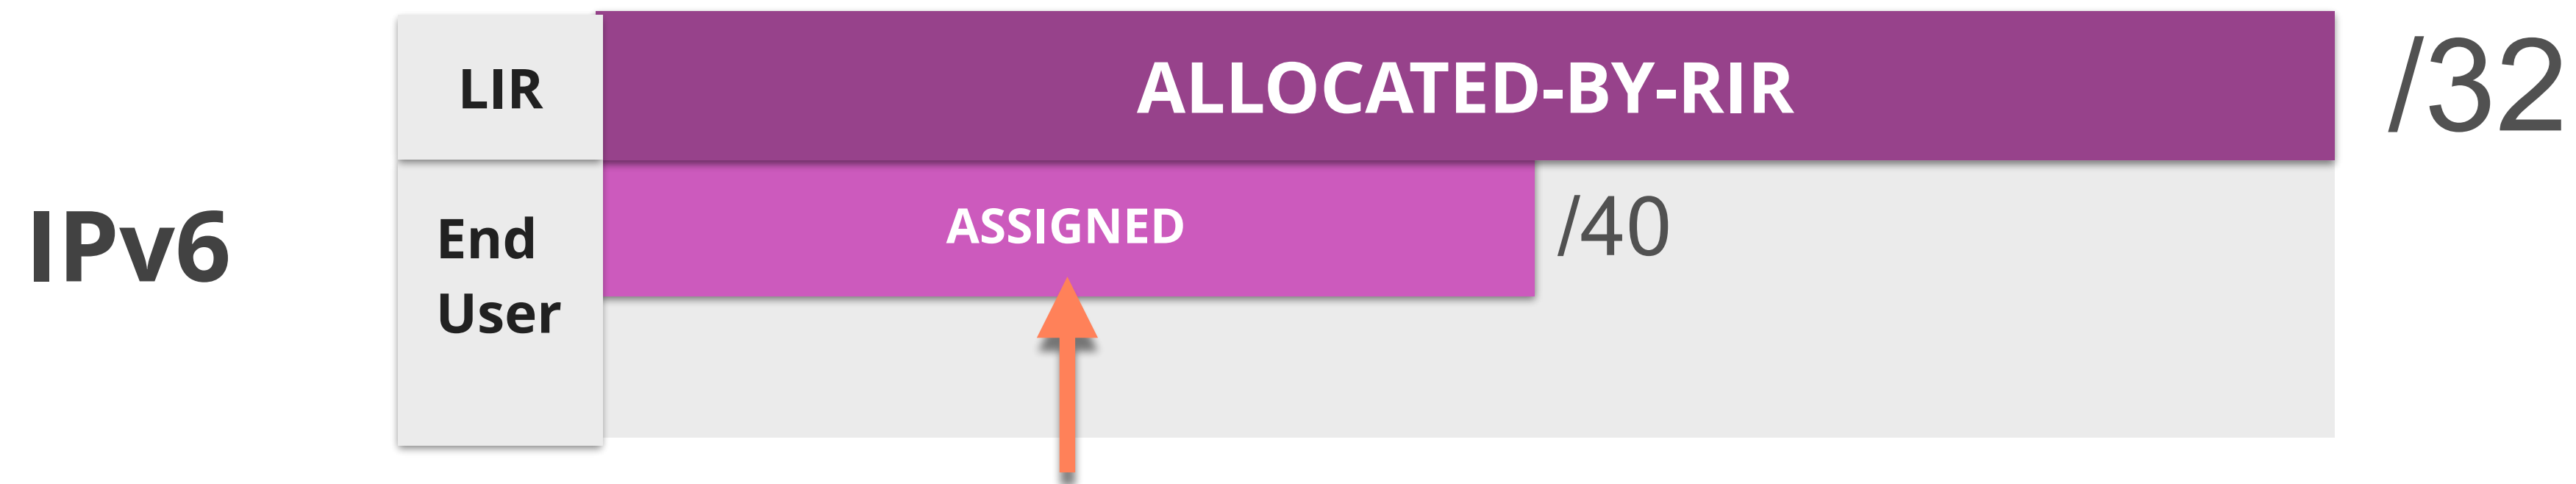 LIR
ALLOCATED-BY-RIR
/32
IPv6
End
User
ASSIGNED
/40